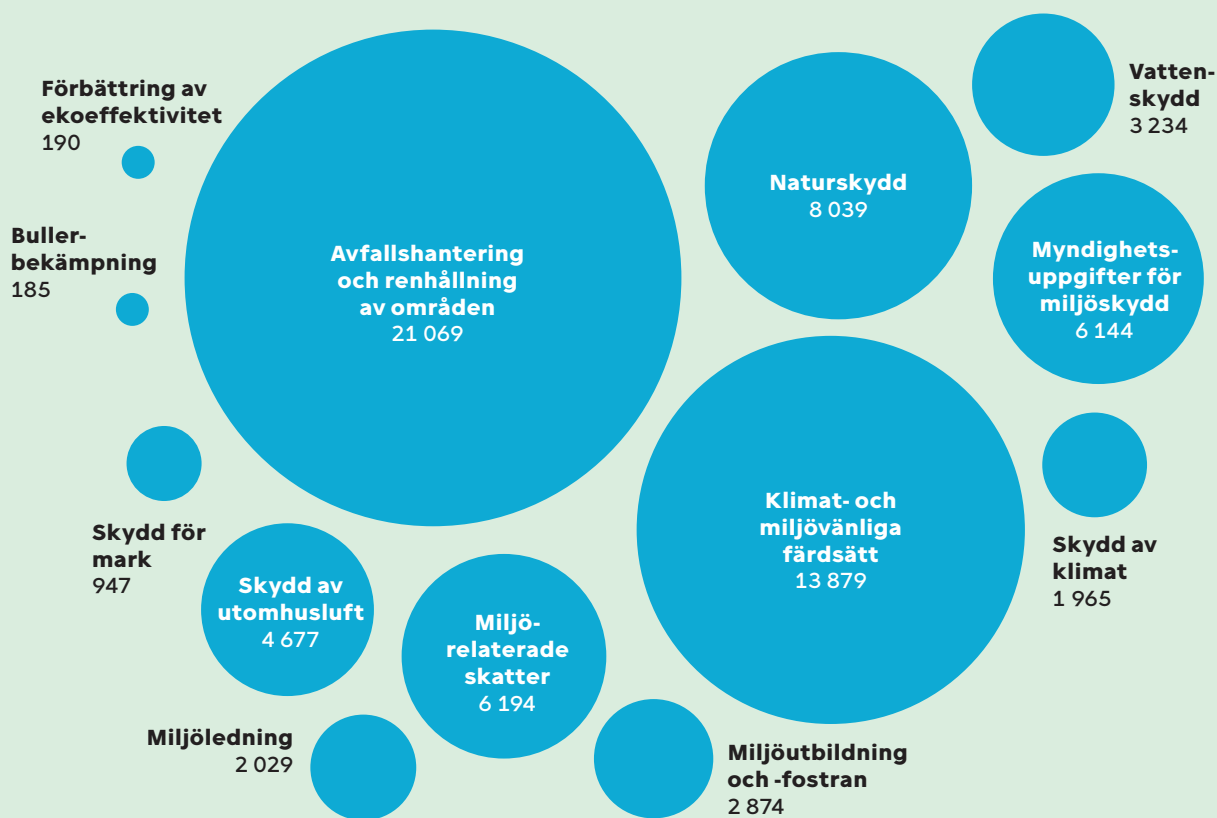 Förbättring av
ekoeffektivitet
190
Buller-
bekämpning
185
Avfallshantering
och renhållning
av områden
21 069
Naturskydd
8 039
Vatten-
skydd
3 234
Myndighets-
uppgifter för
miljöskydd
6 144
Skydd för
mark
947
Skydd av
utomhusluft
4 677
Miljö-
relaterade
skatter
6 194
Klimat- och
miljövänliga
färdsätt
13 879
Skydd av
klimat
1 965
Miljöledning
2 029
Miljöutbildning
och -fostran
2 874